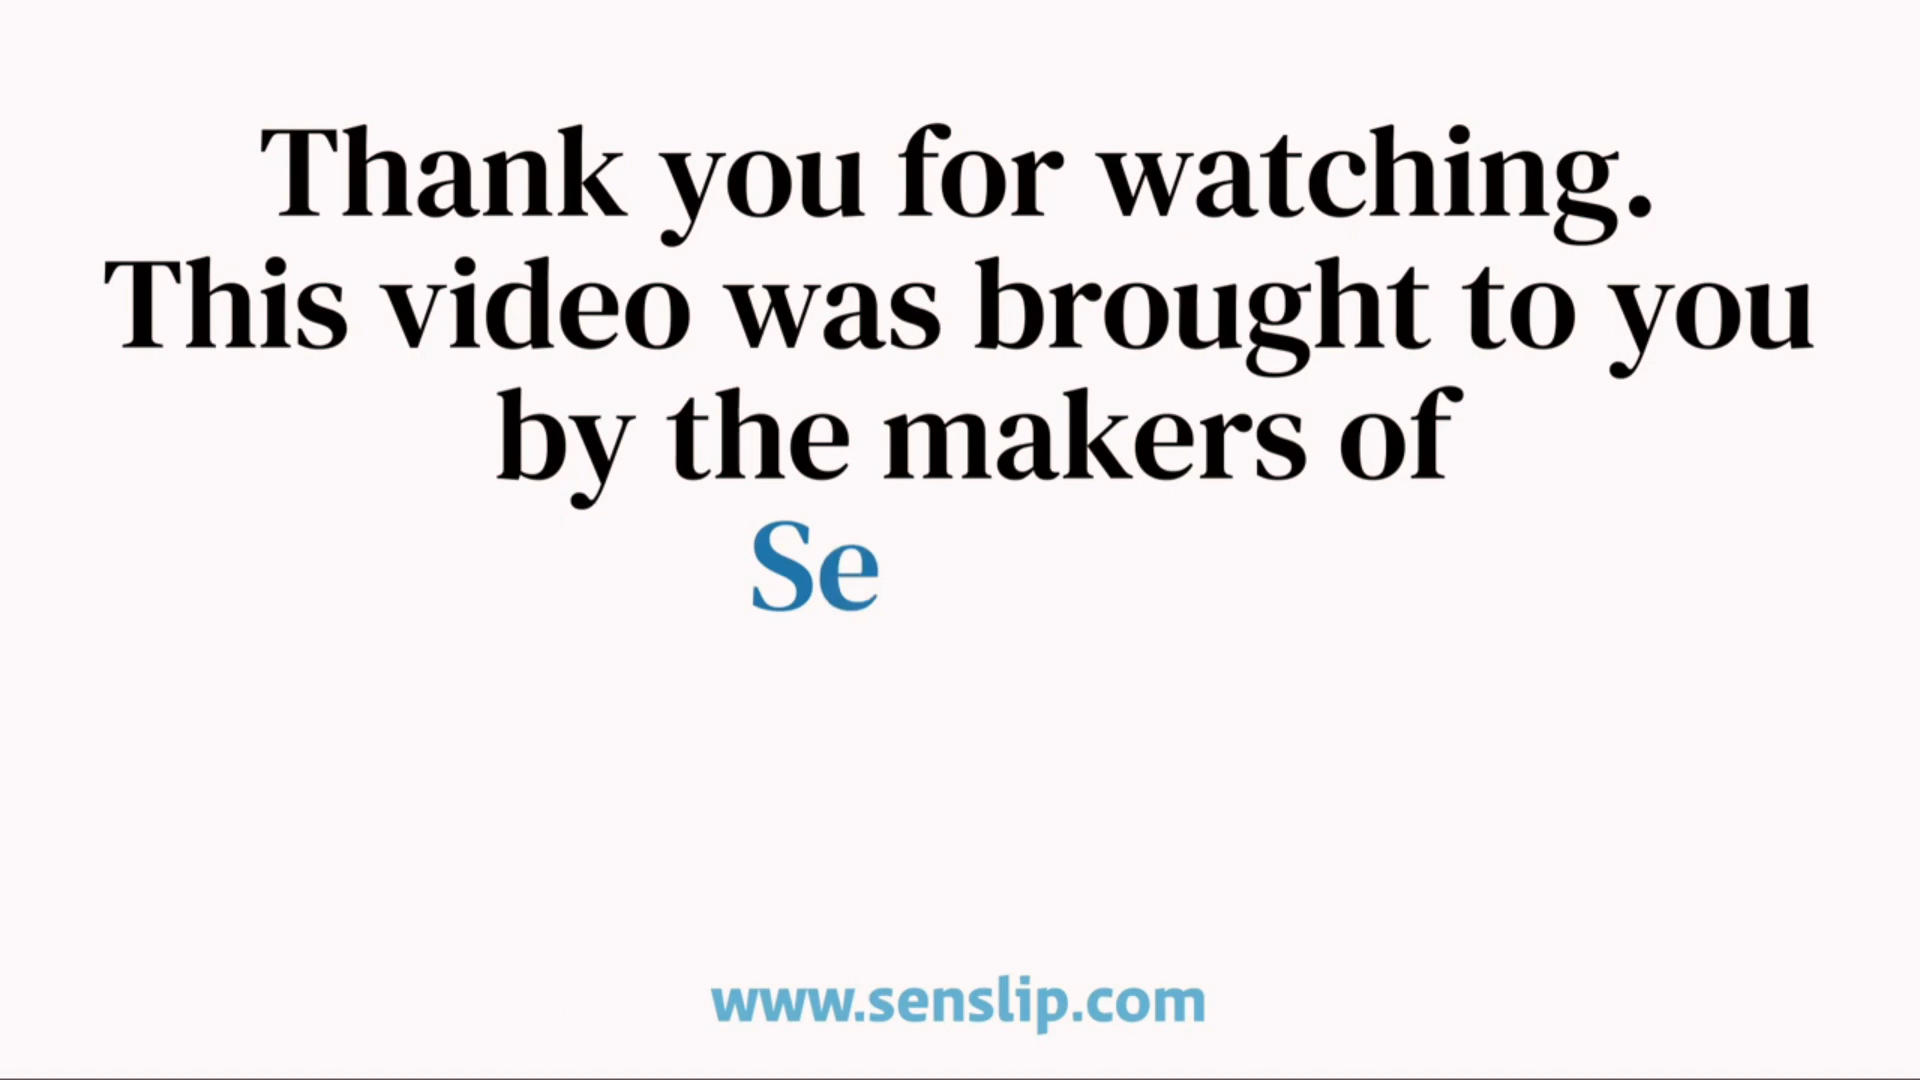 Thank you for watching.
This video was brought to you
by the makers of
Se
www.senslip.com